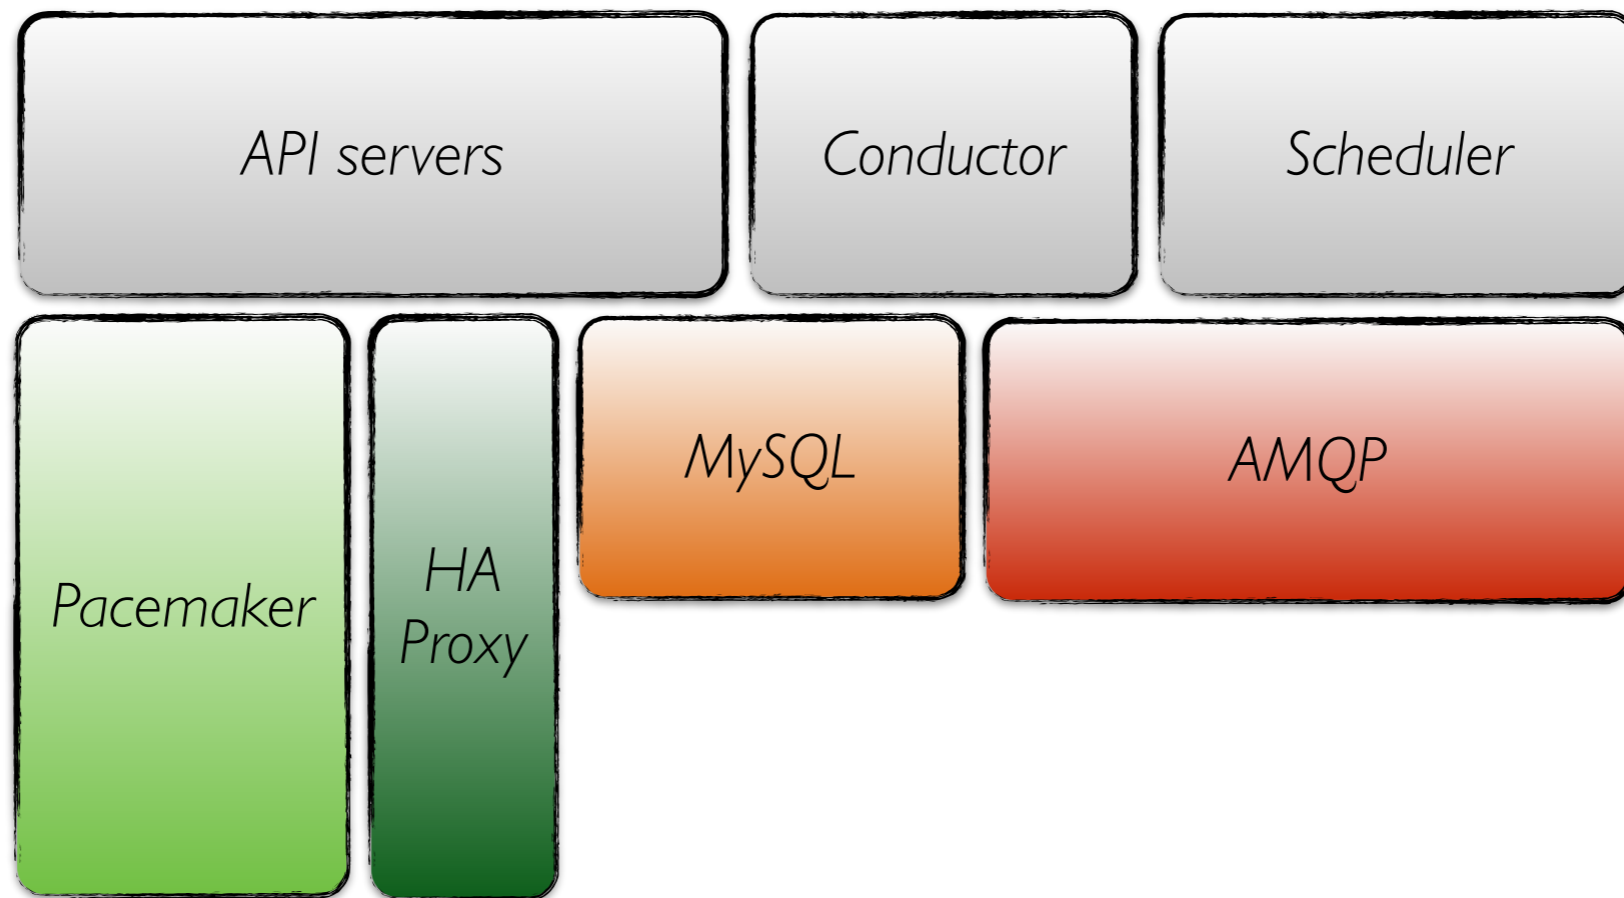 API servers
Conductor
Scheduler
MySQL
AMQP
Pacemaker
HA
Proxy